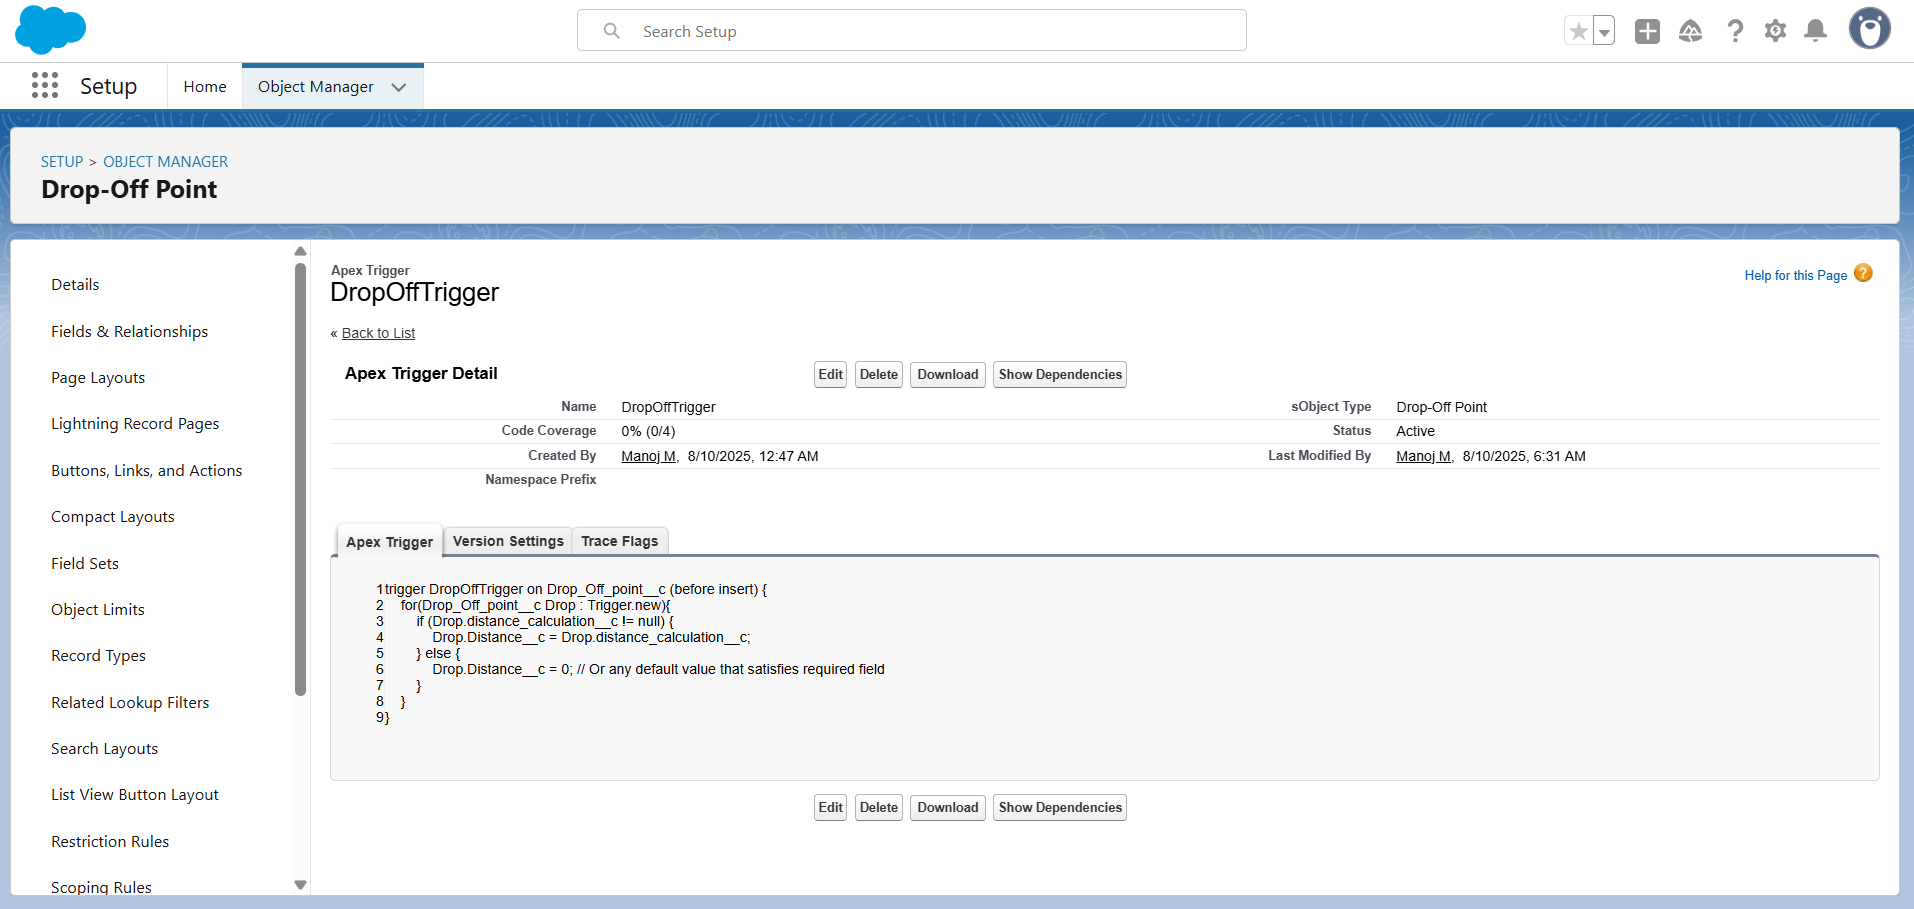 Search Setup
Setup
Home
Object Manager
SETUP > OBJECT MANAGER
Drop-Off Point
Details
Fields & Relationships
Page Layouts
Lightning Record Pages
Buttons, Links, and Actions
Compact Layouts
Field Sets
Object Limits
Record Types
Related Lookup Filters
Search Layouts
List View Button Layout
Restriction Rules
Scoping Rules
Apex Trigger
DropOffTrigger
Help for this Page ?
« Back to List
Apex Trigger Detail
Edit Delete Download Show Dependencies
Name DropOffTrigger sObject Type Drop-Off Point
Code Coverage 0% (0/4) Status Active
Created By Manoj M, 8/10/2025, 12:47 AM Last Modified By Manoj M, 8/10/2025, 6:31 AM
Namespace Prefix
Apex Trigger Version Settings Trace Flags
1 trigger DropOffTrigger on Drop_Off_point__c (before insert) {
2     for(Drop_Off_point__c Drop : Trigger.new){
3         if (Drop.distance_calculation__c != null) {
4             Drop.Distance__c = Drop.distance_calculation__c;
5         } else {
6             Drop.Distance__c = 0; // Or any default value that satisfies required field
7         }
8     }
9 }
Edit Delete Download Show Dependencies